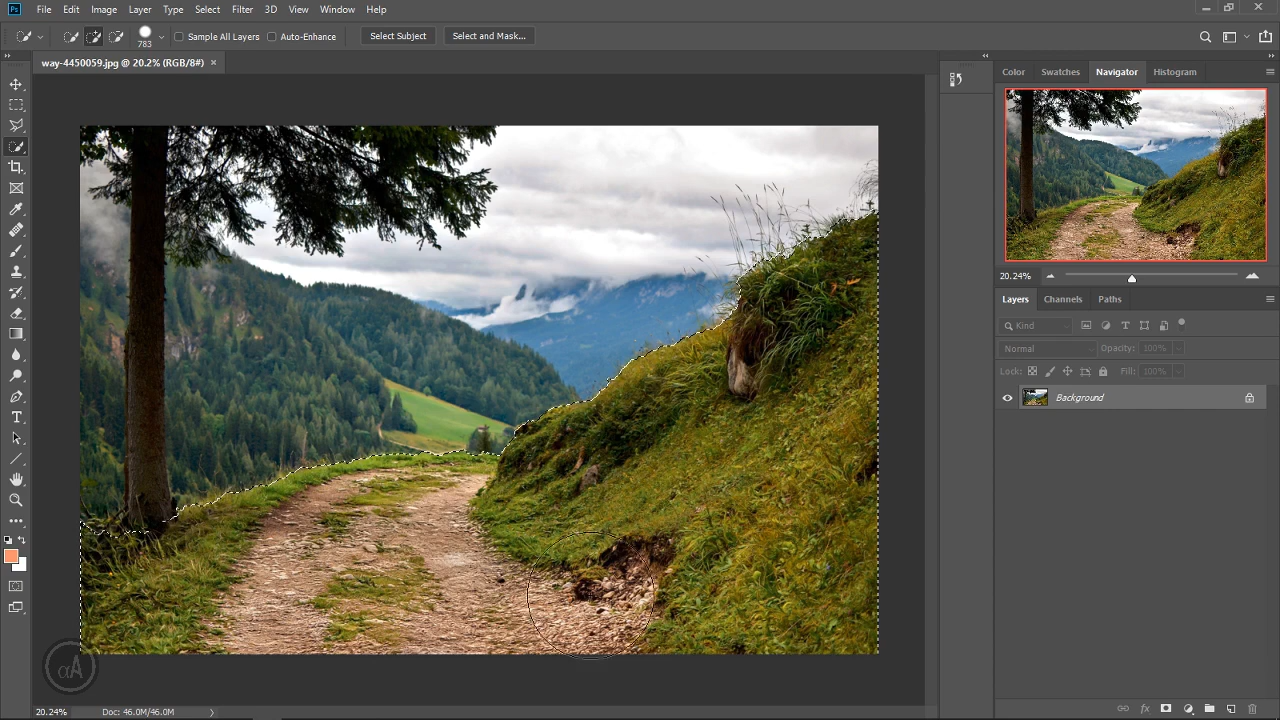 Ps File Edit Image Layer Type Select Filter 3D View Window Help
783 Sample All Layers Auto-Enhance Select Subject Select and Mask...
way-4450059.jpg @ 20.2% (RGB/8#) ×
Color Swatches Navigator Histogram
20.24%
Layers Channels Paths
Kind
Normal Opacity: 100%
Lock: Fill: 100%
Background
αA
20.24% Doc: 46.0M/46.0M
fx